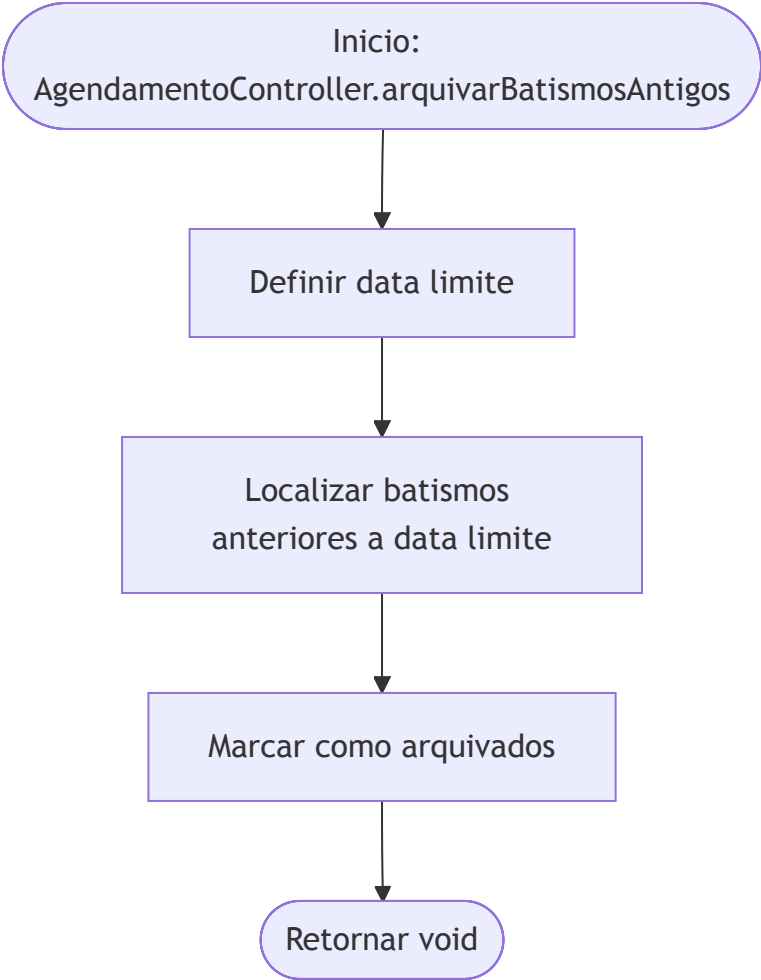 Inicio:
AgendamentoController.arquivarBatismosAntigos
Definir data limite
Localizar batismos
anteriores a data limite
Marcar como arquivados
Retornar void